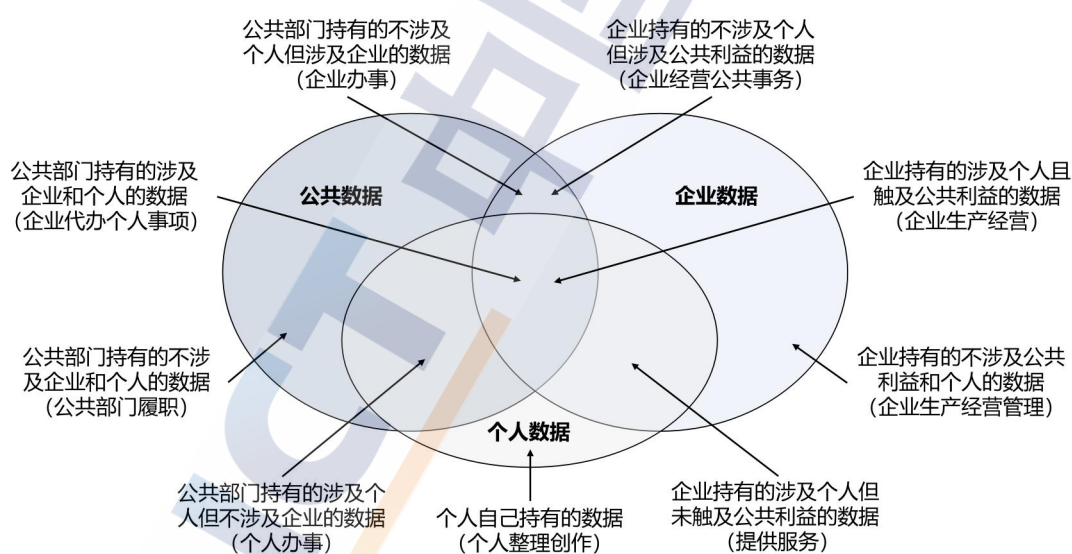 公共部门持有的不涉及
个人但涉及企业的数据
（企业办事）
企业持有的不涉及个人
但涉及公共利益的数据
（企业经营公共事务）
公共部门持有的涉及
企业和个人的数据
（企业代办个人事项）
公共数据
企业数据
企业持有的涉及个人且
触及公共利益的数据
（企业生产经营）
公共部门持有的不涉
及企业和个人的数据
（公共部门履职）
企业持有的不涉及公共
利益和个人的数据
（企业生产经营管理）
个人数据
公共部门持有的涉及个
人但不涉及企业的数据
（个人办事）
个人自己持有的数据
（个人整理创作）
企业持有的涉及个人但
未触及公共利益的数据
（提供服务）